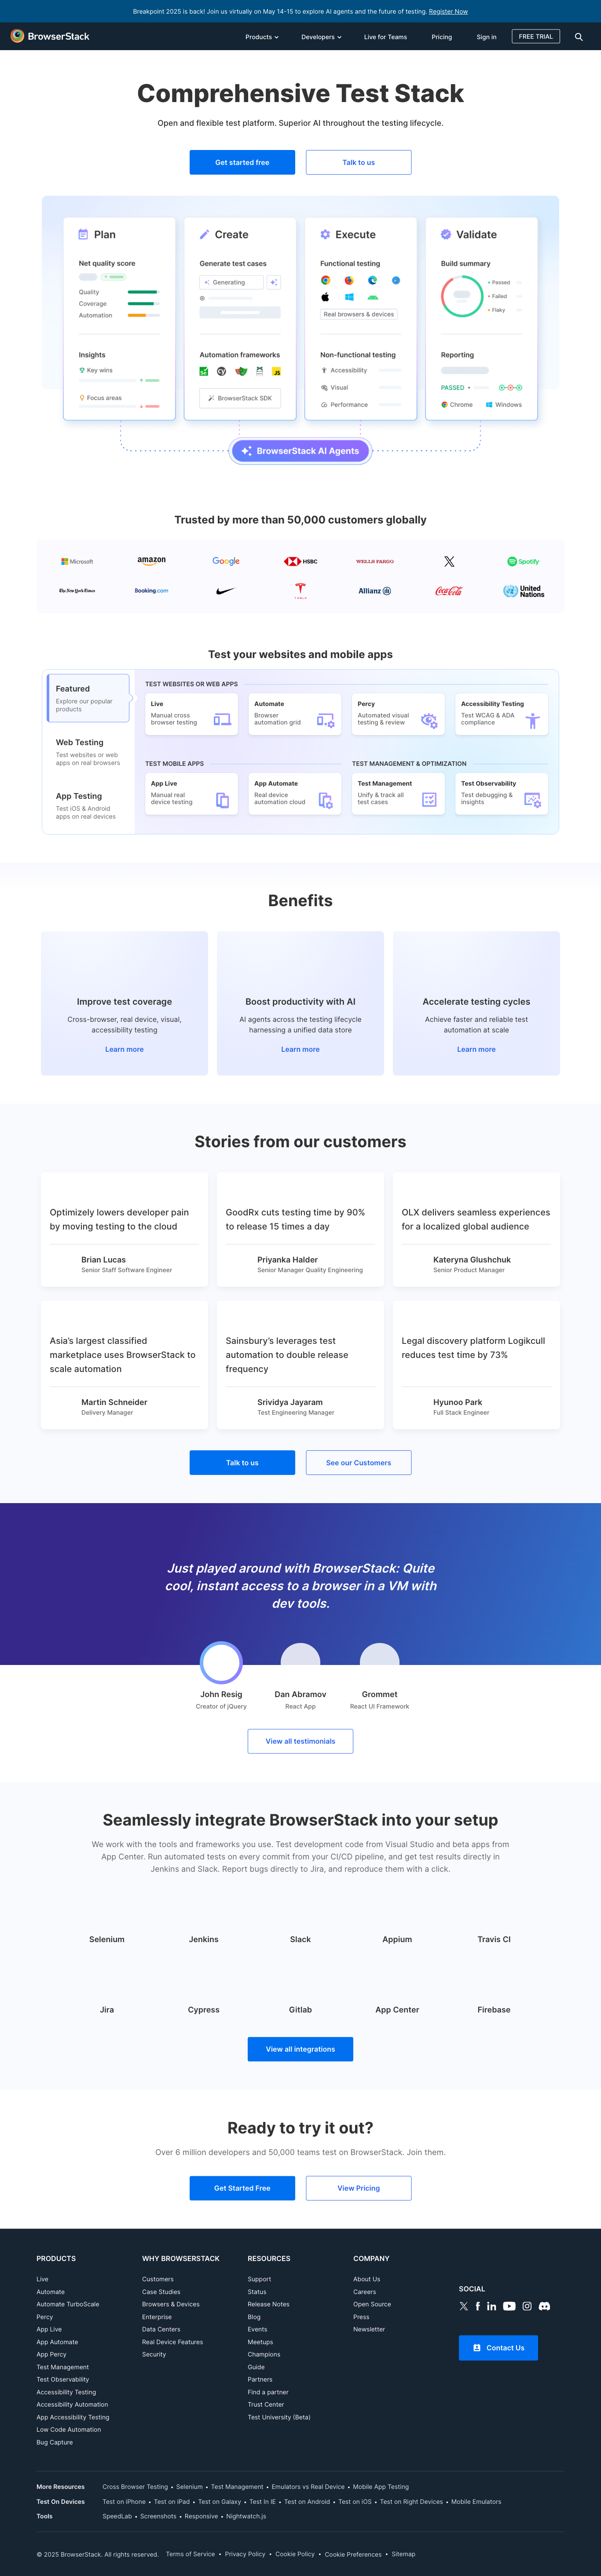 Breakpoint 2025 is back! Join us virtually on May 14-15 to explore AI agents and the future of testing. Register Now
BrowserStack
Products
Developers
Live for Teams
Pricing
Sign in
FREE TRIAL
Comprehensive Test Stack
Open and flexible test platform. Superior AI throughout the testing lifecycle.
Get started free
Talk to us
Plan
Net quality score
Quality
Coverage
Automation
Insights
Key wins
Focus areas
Create
Generate test cases
Generating
Automation frameworks
JS
BrowserStack SDK
Execute
Functional testing
Real browsers & devices
Non-functional testing
Accessibility
Visual
Performance
Validate
Build summary
Passed
Failed
Flaky
Reporting
PASSED
Chrome
Windows
BrowserStack AI Agents
Trusted by more than 50,000 customers globally
Microsoft
amazon
Google
HSBC
WELLS FARGO
X
Spotify
The New York Times
Booking.com
TESLA
Allianz
Coca-Cola
United
Nations
Test your websites and mobile apps
Featured
Explore our popular
products
Web Testing
Test websites or web
apps on real browsers
App Testing
Test iOS & Android
apps on real devices
TEST WEBSITES OR WEB APPS
Live
Manual cross
browser testing
Automate
Browser
automation grid
Percy
Automated visual
testing & review
Accessibility Testing
Test WCAG & ADA
compliance
TEST MOBILE APPS
App Live
Manual real
device testing
App Automate
Real device
automation cloud
TEST MANAGEMENT & OPTIMIZATION
Test Management
Unify & track all
test cases
Test Observability
Test debugging &
insights
Benefits
Improve test coverage
Cross-browser, real device, visual,
accessibility testing
Learn more
Boost productivity with AI
AI agents across the testing lifecycle
harnessing a unified data store
Learn more
Accelerate testing cycles
Achieve faster and reliable test
automation at scale
Learn more
Stories from our customers
Optimizely lowers developer pain
by moving testing to the cloud
Brian Lucas
Senior Staff Software Engineer
GoodRx cuts testing time by 90%
to release 15 times a day
Priyanka Halder
Senior Manager Quality Engineering
OLX delivers seamless experiences
for a localized global audience
Kateryna Glushchuk
Senior Product Manager
Asia's largest classified
marketplace uses BrowserStack to
scale automation
Martin Schneider
Delivery Manager
Sainsbury's leverages test
automation to double release
frequency
Srividya Jayaram
Test Engineering Manager
Legal discovery platform Logikcull
reduces test time by 73%
Hyunoo Park
Full Stack Engineer
Talk to us
See our Customers
Just played around with BrowserStack: Quite
cool, instant access to a browser in a VM with
dev tools.
John Resig
Creator of jQuery
Dan Abramov
React App
Grommet
React UI Framework
View all testimonials
Seamlessly integrate BrowserStack into your setup
We work with the tools and frameworks you use. Test development code from Visual Studio and beta apps from
App Center. Run automated tests on every commit from your CI/CD pipeline, and get test results directly in
Jenkins and Slack. Report bugs directly to Jira, and reproduce them with a click.
Selenium
Jenkins
Slack
Appium
Travis CI
Jira
Cypress
Gitlab
App Center
Firebase
View all integrations
Ready to try it out?
Over 6 million developers and 50,000 teams test on BrowserStack. Join them.
Get Started Free
View Pricing
PRODUCTS
Live
Automate
Automate TurboScale
Percy
App Live
App Automate
App Percy
Test Management
Test Observability
Accessibility Testing
Accessibility Automation
App Accessibility Testing
Low Code Automation
Bug Capture
WHY BROWSERSTACK
Customers
Case Studies
Browsers & Devices
Enterprise
Data Centers
Real Device Features
Security
RESOURCES
Support
Status
Release Notes
Blog
Events
Meetups
Champions
Guide
Partners
Find a partner
Trust Center
Test University (Beta)
COMPANY
About Us
Careers
Open Source
Press
Newsletter
SOCIAL
Contact Us
More Resources Cross Browser Testing • Selenium • Test Management • Emulators vs Real Device • Mobile App Testing
Test On Devices Test on iPhone • Test on iPad • Test on Galaxy • Test In IE • Test on Android • Test on iOS • Test on Right Devices • Mobile Emulators
Tools SpeedLab • Screenshots • Responsive • Nightwatch.js
© 2025 BrowserStack. All rights reserved. Terms of Service • Privacy Policy • Cookie Policy • Cookie Preferences • Sitemap